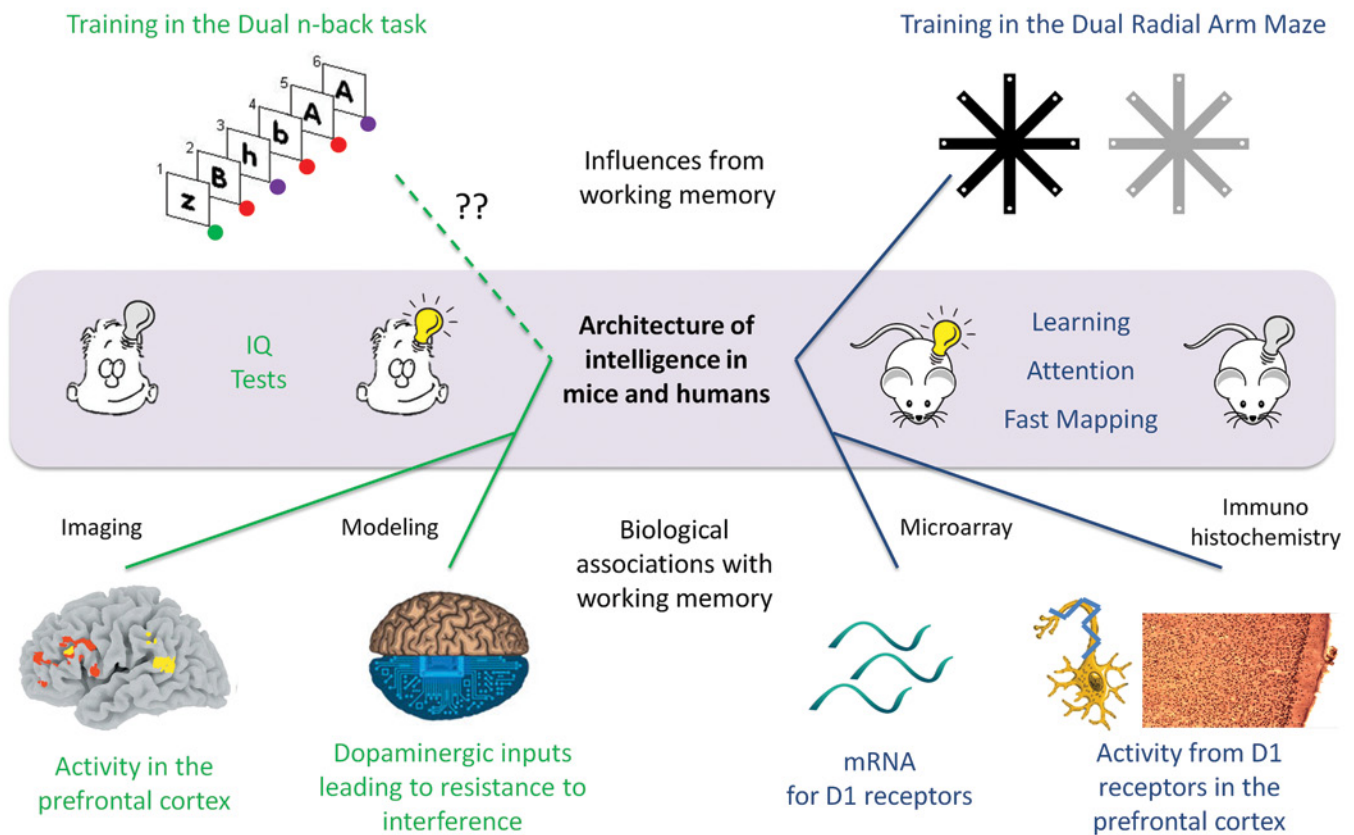 Training in the Dual n-back task
Training in the Dual Radial Arm Maze
1 z
2 B
3 h
4 b
5 A
6 A
??
Influences from
working memory
IQ
Tests
Architecture of
intelligence in
mice and humans
Learning
Attention
Fast Mapping
Imaging
Modeling
Biological
associations with
working memory
Microarray
Immuno
histochemistry
Activity in the
prefrontal cortex
Dopaminergic inputs
leading to resistance to
interference
mRNA
for D1 receptors
Activity from D1
receptors in the
prefrontal cortex